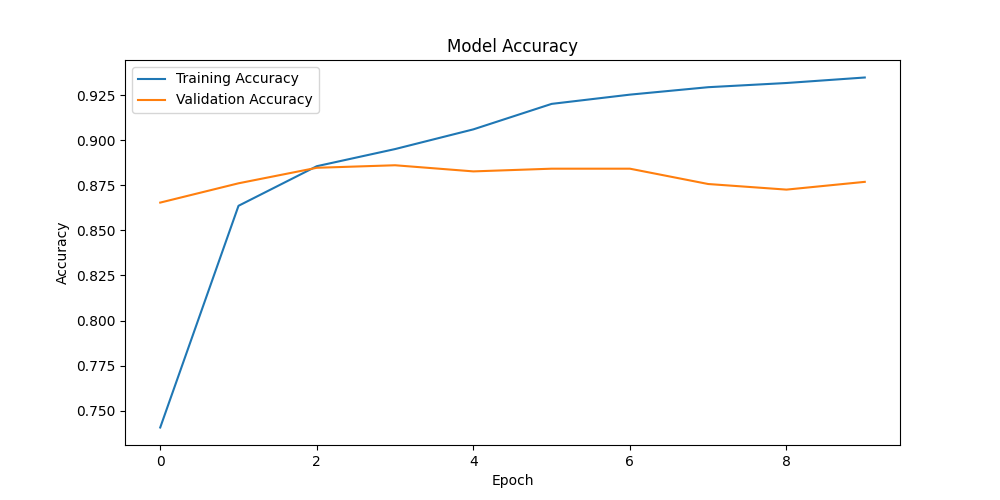 Model Accuracy
Training Accuracy
Validation Accuracy
0.925
0.900
0.875
0.850
0.825
0.800
0.775
0.750
Accuracy
0 2 4 6 8
Epoch